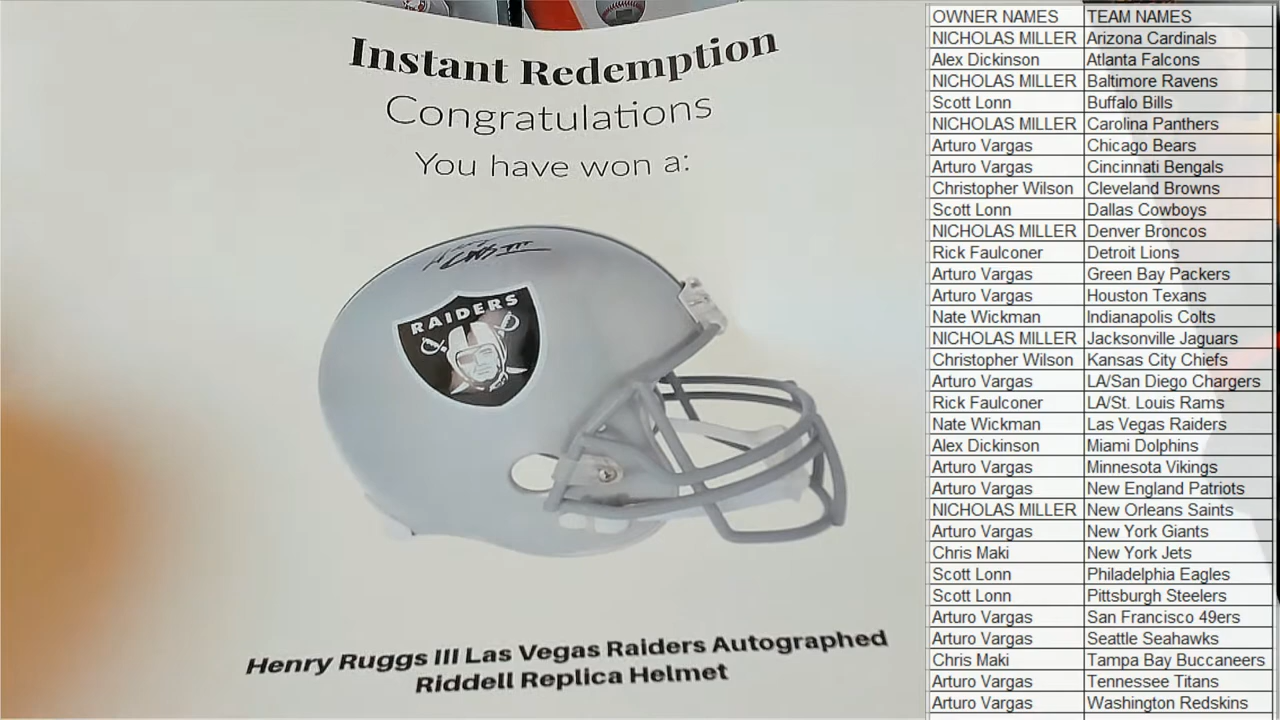 Instant Redemption
Congratulations
You have won a:
RAIDERS
Henry Ruggs III Las Vegas Raiders Autographed
Riddell Replica Helmet
OWNER NAMES TEAM NAMES
NICHOLAS MILLER Arizona Cardinals
Alex Dickinson Atlanta Falcons
NICHOLAS MILLER Baltimore Ravens
Scott Lonn Buffalo Bills
NICHOLAS MILLER Carolina Panthers
Arturo Vargas Chicago Bears
Arturo Vargas Cincinnati Bengals
Christopher Wilson Cleveland Browns
Scott Lonn Dallas Cowboys
NICHOLAS MILLER Denver Broncos
Rick Faulconer Detroit Lions
Arturo Vargas Green Bay Packers
Arturo Vargas Houston Texans
Nate Wickman Indianapolis Colts
NICHOLAS MILLER Jacksonville Jaguars
Christopher Wilson Kansas City Chiefs
Arturo Vargas LA/San Diego Chargers
Rick Faulconer LA/St. Louis Rams
Nate Wickman Las Vegas Raiders
Alex Dickinson Miami Dolphins
Arturo Vargas Minnesota Vikings
Arturo Vargas New England Patriots
NICHOLAS MILLER New Orleans Saints
Arturo Vargas New York Giants
Chris Maki New York Jets
Scott Lonn Philadelphia Eagles
Scott Lonn Pittsburgh Steelers
Arturo Vargas San Francisco 49ers
Arturo Vargas Seattle Seahawks
Chris Maki Tampa Bay Buccaneers
Arturo Vargas Tennessee Titans
Arturo Vargas Washington Redskins